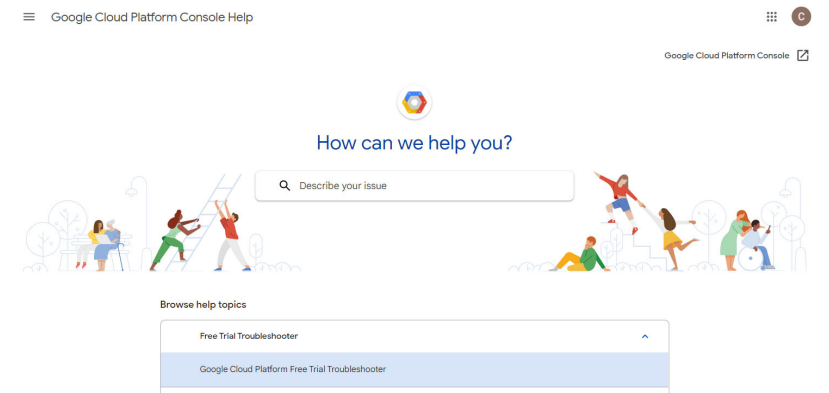 Google Cloud Platform Console Help
C
Google Cloud Platform Console
How can we help you?
Describe your issue
Browse help topics
Free Trial Troubleshooter
Google Cloud Platform Free Trial Troubleshooter